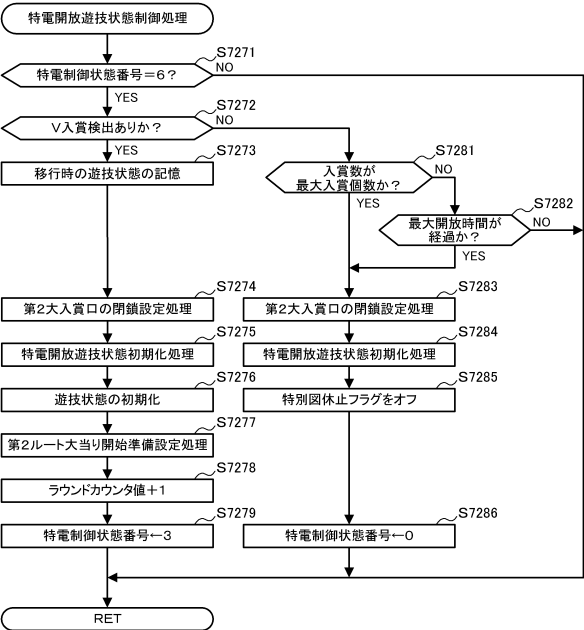 特電開放遊技状態制御処理
S7271
特電制御状態番号＝6？
NO
YES
S7272
V入賞検出ありか？
NO
YES
S7273
移行時の遊技状態の記憶
S7281
入賞数が
最大入賞個数か？
NO
YES
S7282
最大開放時間が
経過か？
NO
YES
S7274
第2大入賞口の閉鎖設定処理
S7283
第2大入賞口の閉鎖設定処理
S7275
特電開放遊技状態初期化処理
S7284
特電開放遊技状態初期化処理
S7276
遊技状態の初期化
S7285
特別図休止フラグをオフ
S7277
第2ルート大当り開始準備設定処理
S7278
ラウンドカウンタ値＋1
S7279
特電制御状態番号←3
S7286
特電制御状態番号←0
RET